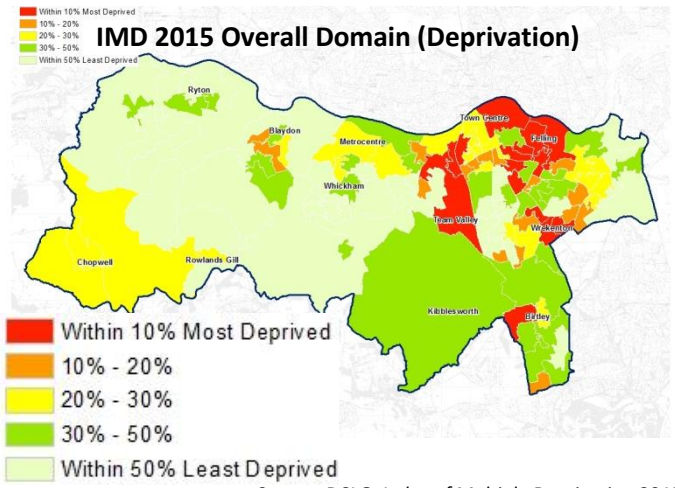 Within 10% Most Deprived
10% - 20%
20% - 30%
30% - 50%
Within 50% Least Deprived
IMD 2015 Overall Domain (Deprivation)
Ryton
Town Centre
Blaydon
Metrocentre
Felling
Whickham
Team Valley
Wrekenton
Chopwell
Rowlands Gill
Kibblesworth
Birtley
Within 10% Most Deprived
10% - 20%
20% - 30%
30% - 50%
Within 50% Least Deprived